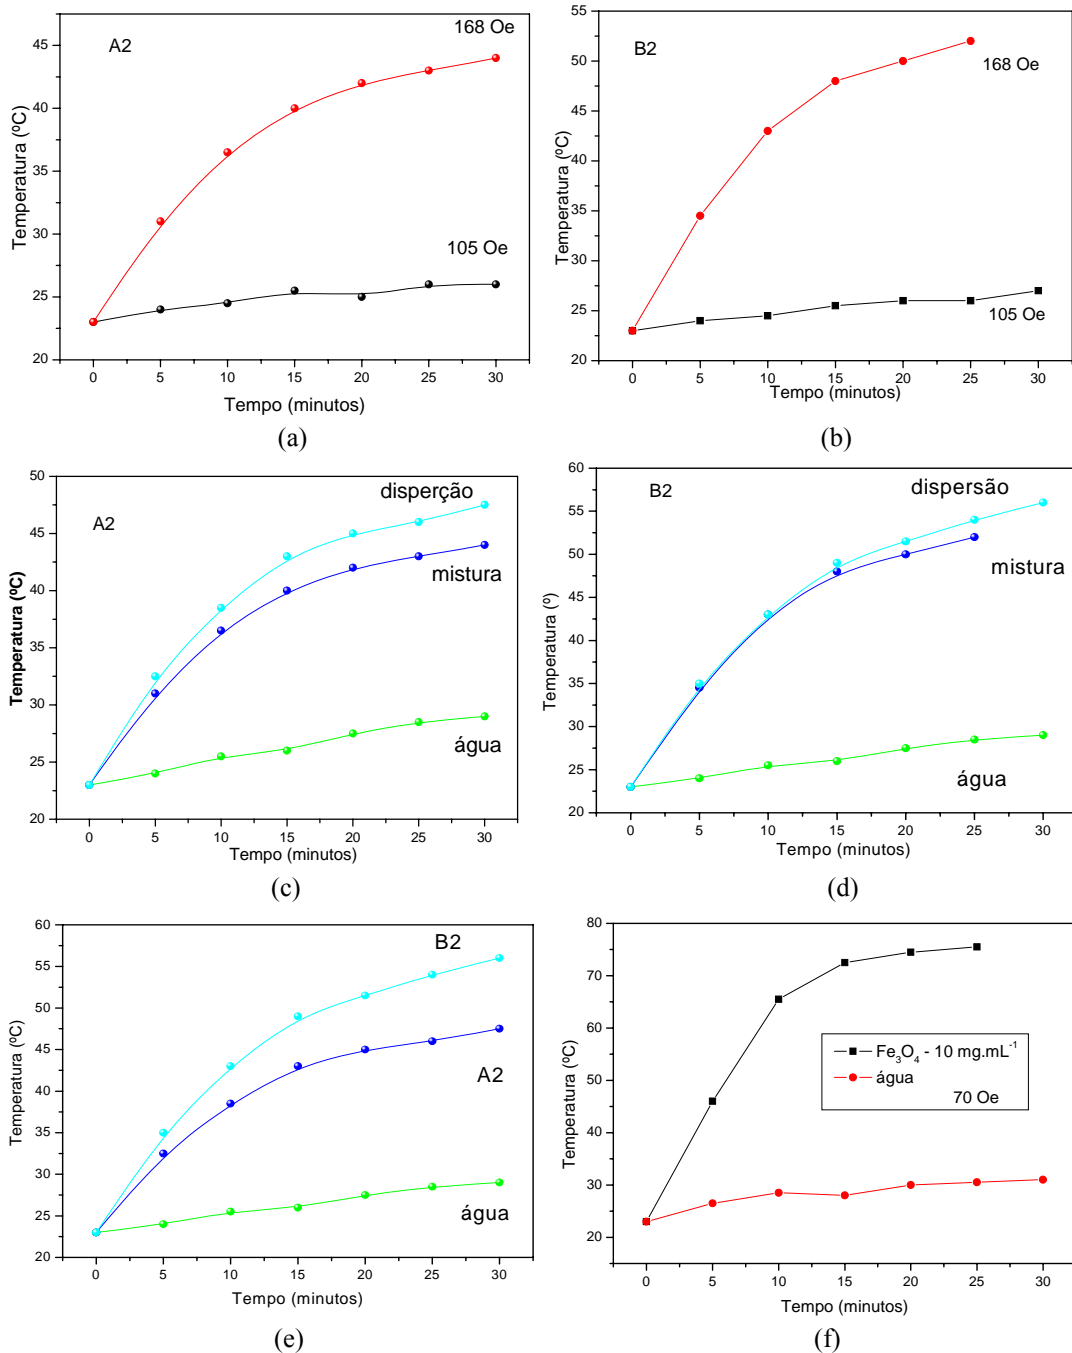 A2
168 Oe
105 Oe
45
40
35
30
25
20
0 5 10 15 20 25 30
Temperatura (ºC)
Tempo (minutos)
(a)
B2
168 Oe
105 Oe
55
50
45
40
35
30
25
20
0 5 10 15 20 25 30
Temperatura (ºC)
Tempo (minutos)
(b)
A2
disperção
mistura
água
50
45
40
35
30
25
20
0 5 10 15 20 25 30
Temperatura (ºC)
Tempo (minutos)
(c)
B2
dispersão
mistura
água
60
55
50
45
40
35
30
25
20
0 5 10 15 20 25 30
Temperatura (º)
Tempo (minutos)
(d)
B2
A2
água
60
55
50
45
40
35
30
25
20
0 5 10 15 20 25 30
Temperatura (ºC)
Tempo (minutos)
(e)
80
70
60
50
40
30
20
Fe₃O₄ - 10 mg.mL⁻¹
água
70 Oe
0 5 10 15 20 25 30
Temperatura (ºC)
Tempo (minutos)
(f)